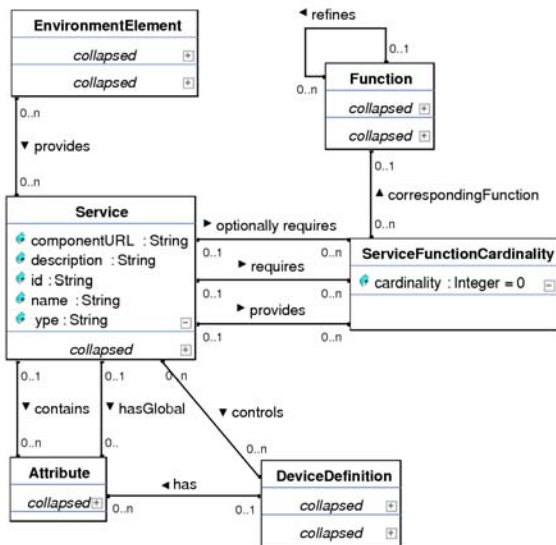 EnvironmentElement
collapsed
collapsed
0..n
▼ provides
0..n
◄ refines
0..1
0..n
Function
collapsed
collapsed
0..1
▲ correspondingFunction
0..n
Service
componentURL : String
description : String
id : String
name : String
ype : String
collapsed
► optionally requires
0..1
0..n
► requires
0..1
0..n
► provides
0..1
0..n
ServiceFunctionCardinality
cardinality : Integer = 0
0..1
▼ contains
0..n
0..1
▼ hasGlobal
0..
0..n
▼ controls
0..n
Attribute
collapsed
◄ has
0..n
0..1
DeviceDefinition
collapsed
collapsed